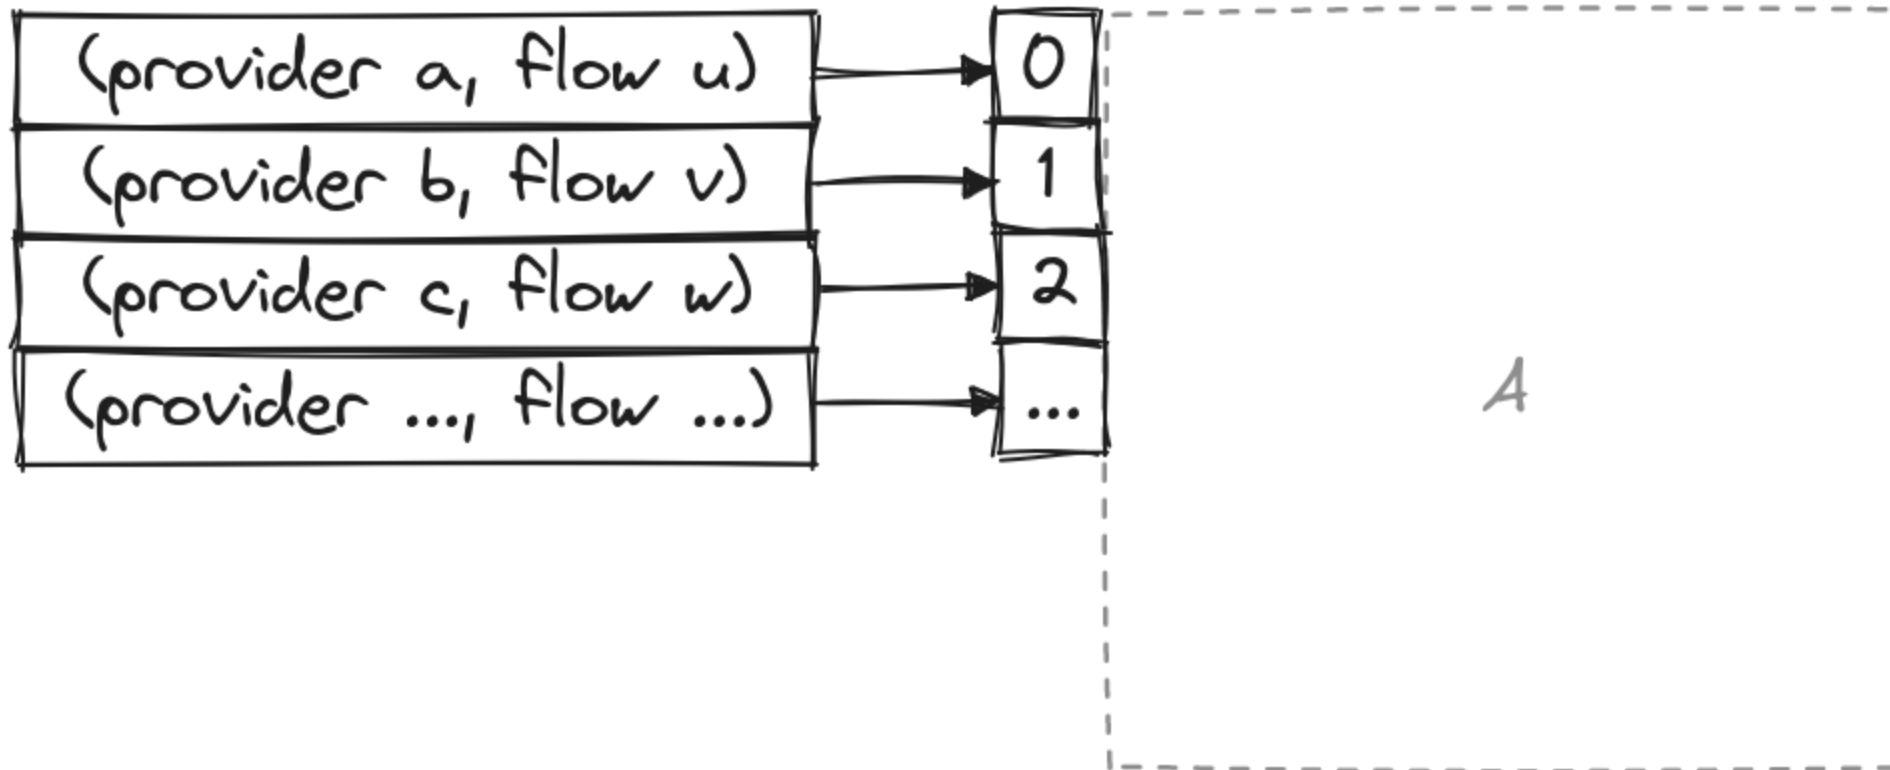 (provider a, flow u) 0
(provider b, flow v) 1
(provider c, flow w) 2
(provider ..., flow ...) ...
A